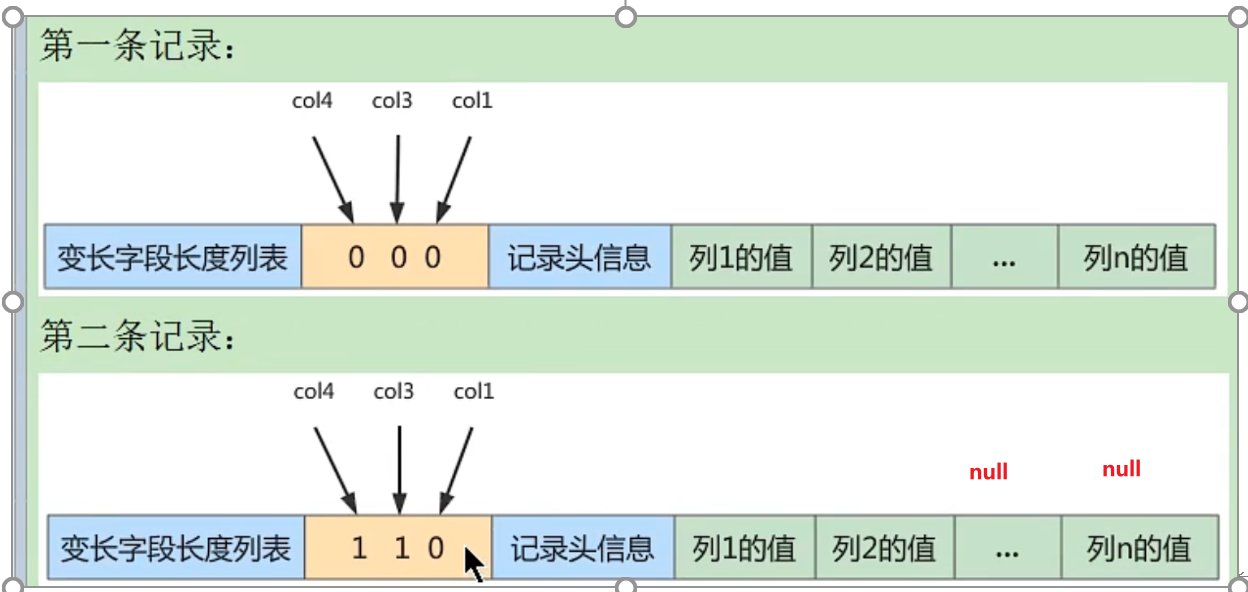 第一条记录：
col4 col3 col1
变长字段长度列表 0 0 0 记录头信息 列1的值 列2的值 ... 列n的值
第二条记录：
col4 col3 col1
null null
变长字段长度列表 1 1 0 记录头信息 列1的值 列2的值 ... 列n的值